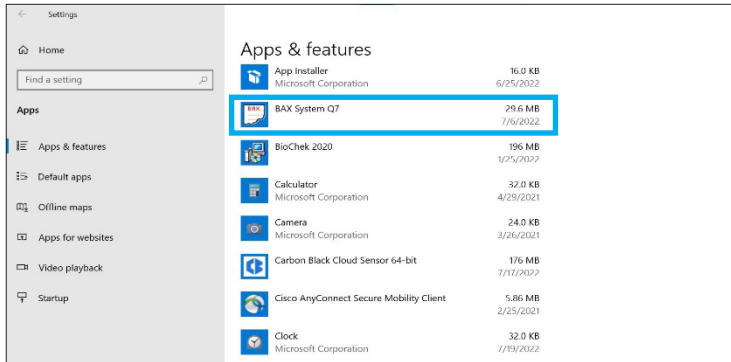 Settings
Home
Find a setting
Apps
Apps & features
Default apps
Offline maps
Apps for websites
Video playback
Startup
Apps & features
App Installer 16.0 KB
Microsoft Corporation 6/25/2022
BAX
BAX System Q7 29.6 MB
7/6/2022
BioChek 2020 196 MB
1/25/2022
Calculator 32.0 KB
Microsoft Corporation 4/29/2021
Camera 24.0 KB
Microsoft Corporation 3/26/2021
Carbon Black Cloud Sensor 64-bit 176 MB
7/17/2022
Cisco AnyConnect Secure Mobility Client 5.86 MB
2/25/2021
Clock 32.0 KB
Microsoft Corporation 7/19/2022